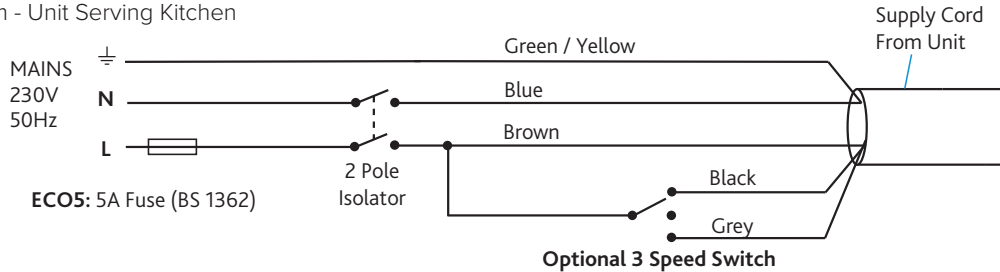 - Unit Serving Kitchen
Supply Cord
From Unit
Green / Yellow
MAINS
230V
50Hz
N
Blue
L
Brown
2 Pole
Isolator
ECO5: 5A Fuse (BS 1362)
Black
Grey
Optional 3 Speed Switch